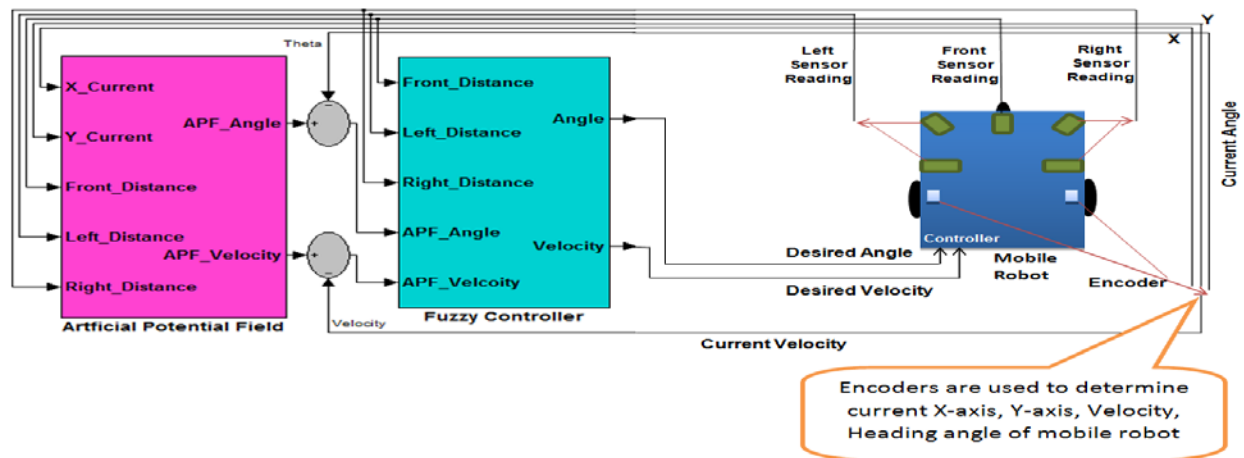 Y
X
Theta
Left
Sensor
Reading
Front
Sensor
Reading
Right
Sensor
Reading
X_Current
Y_Current
Front_Distance
Left_Distance
Right_Distance
APF_Angle
APF_Velocity
Artficial Potential Field
Front_Distance
Left_Distance
Right_Distance
APF_Angle
APF_Velcoity
Angle
Velocity
Fuzzy Controller
Velocity
Desired Angle
Desired Velocity
Controller
Mobile
Robot
Encoder
Current Angle
Current Velocity
Encoders are used to determine
current X-axis, Y-axis, Velocity,
Heading angle of mobile robot